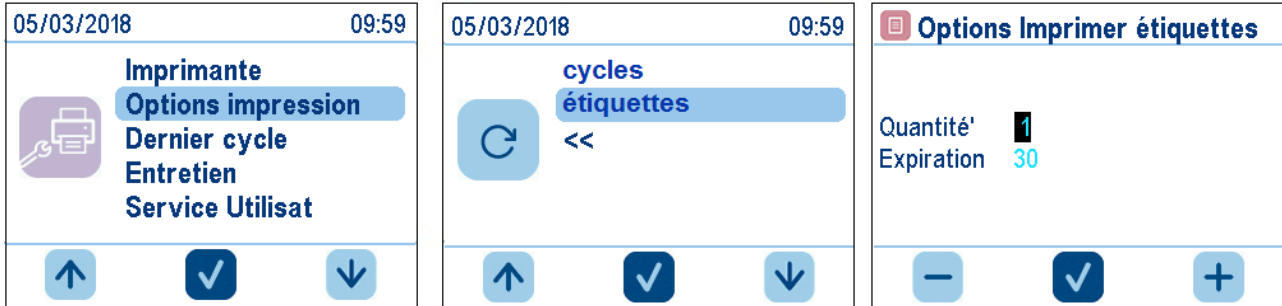 05/03/2018 09:59
Imprimante
Options impression
Dernier cycle
Entretien
Service Utilisat
05/03/2018 09:59
cycles
étiquettes
<<
Options Imprimer étiquettes
Quantité' 1
Expiration 30